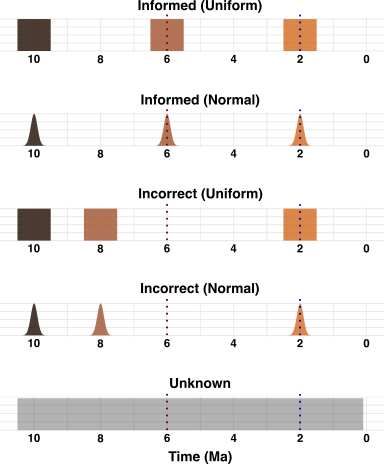 Informed (Uniform)
10 8 6 4 2 0
Informed (Normal)
10 8 6 4 2 0
Incorrect (Uniform)
10 8 6 4 2 0
Incorrect (Normal)
10 8 6 4 2 0
Unknown
10 8 6 4 2 0
Time (Ma)